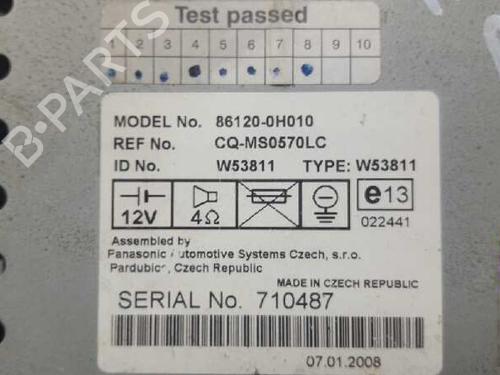 Test passed
1 2 3 4 5 6 7 8 9 10
MODEL No. 86120-0H010
REF No. CQ-MS0570LC
ID No. W53811 TYPE: W53811
12V 4Ω e13
022441
Assembled by
Panasonic Automotive Systems Czech, s.r.o.
Pardubice, Czech Republic
MADE IN CZECH REPUBLIC
SERIAL No. 710487
07.01.2008